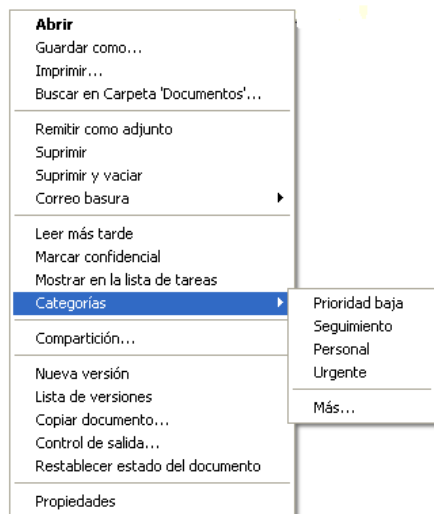 Abrir
Guardar como...
Imprimir...
Buscar en Carpeta 'Documentos'...
Remitir como adjunto
Suprimir
Suprimir y vaciar
Correo basura
Leer más tarde
Marcar confidencial
Mostrar en la lista de tareas
Categorías
Prioridad baja
Seguimiento
Personal
Urgente
Más...
Compartición...
Nueva versión
Lista de versiones
Copiar documento...
Control de salida...
Restablecer estado del documento
Propiedades